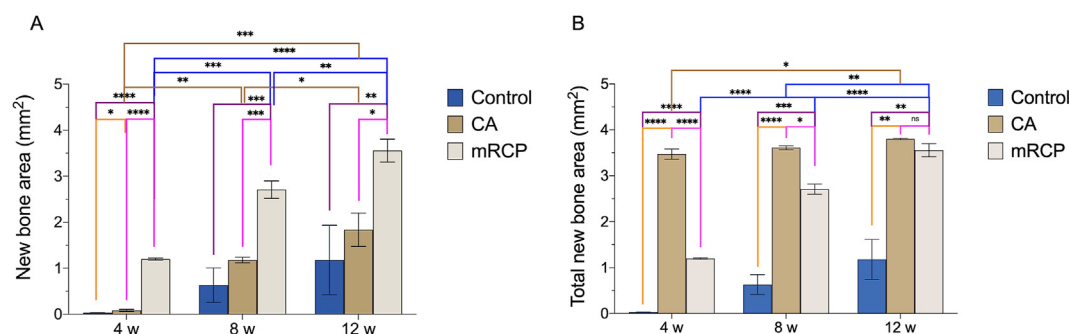 A
***
****
***
**
**
*
****
***
**
*
****
***
*
New bone area (mm²)
5
4
3
2
1
0
4 w
8 w
12 w
Control
CA
mRCP
B
*
**
****
****
****
***
**
****
****
****
*
**
ns
Total new bone area (mm²)
5
4
3
2
1
0
4 w
8 w
12 w
Control
CA
mRCP